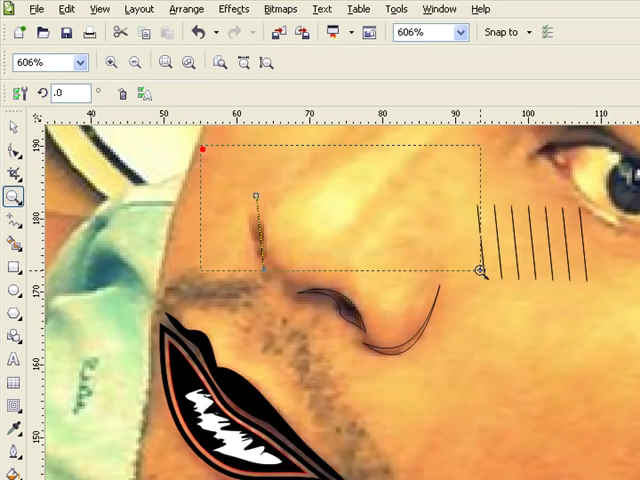 File Edit View Layout Arrange Effects Bitmaps Text Table Tools Window Help
606% Snap to
606%
.0 °
40 50 60 70 80 90 100 110
190
180
170
160
150